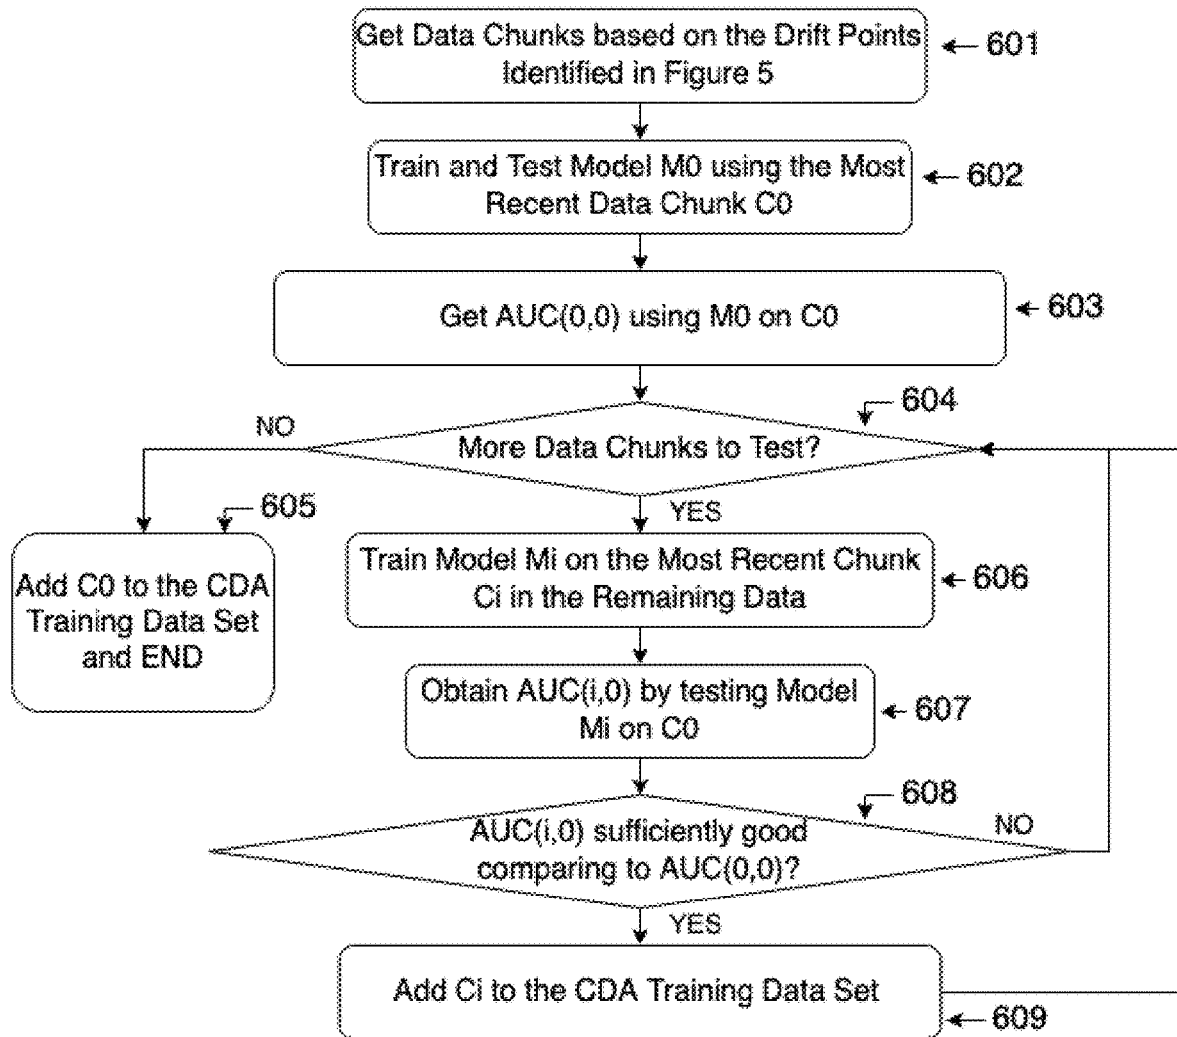 Get Data Chunks based on the Drift Points
Identified in Figure 5
601
Train and Test Model M0 using the Most
Recent Data Chunk C0
602
Get AUC(0,0) using M0 on C0
603
604
NO
More Data Chunks to Test?
YES
605
Add C0 to the CDA
Training Data Set
and END
Train Model Mi on the Most Recent Chunk
Ci in the Remaining Data
606
Obtain AUC(i,0) by testing Model
Mi on C0
607
608
AUC(i,0) sufficiently good
comparing to AUC(0,0)?
NO
YES
Add Ci to the CDA Training Data Set
609